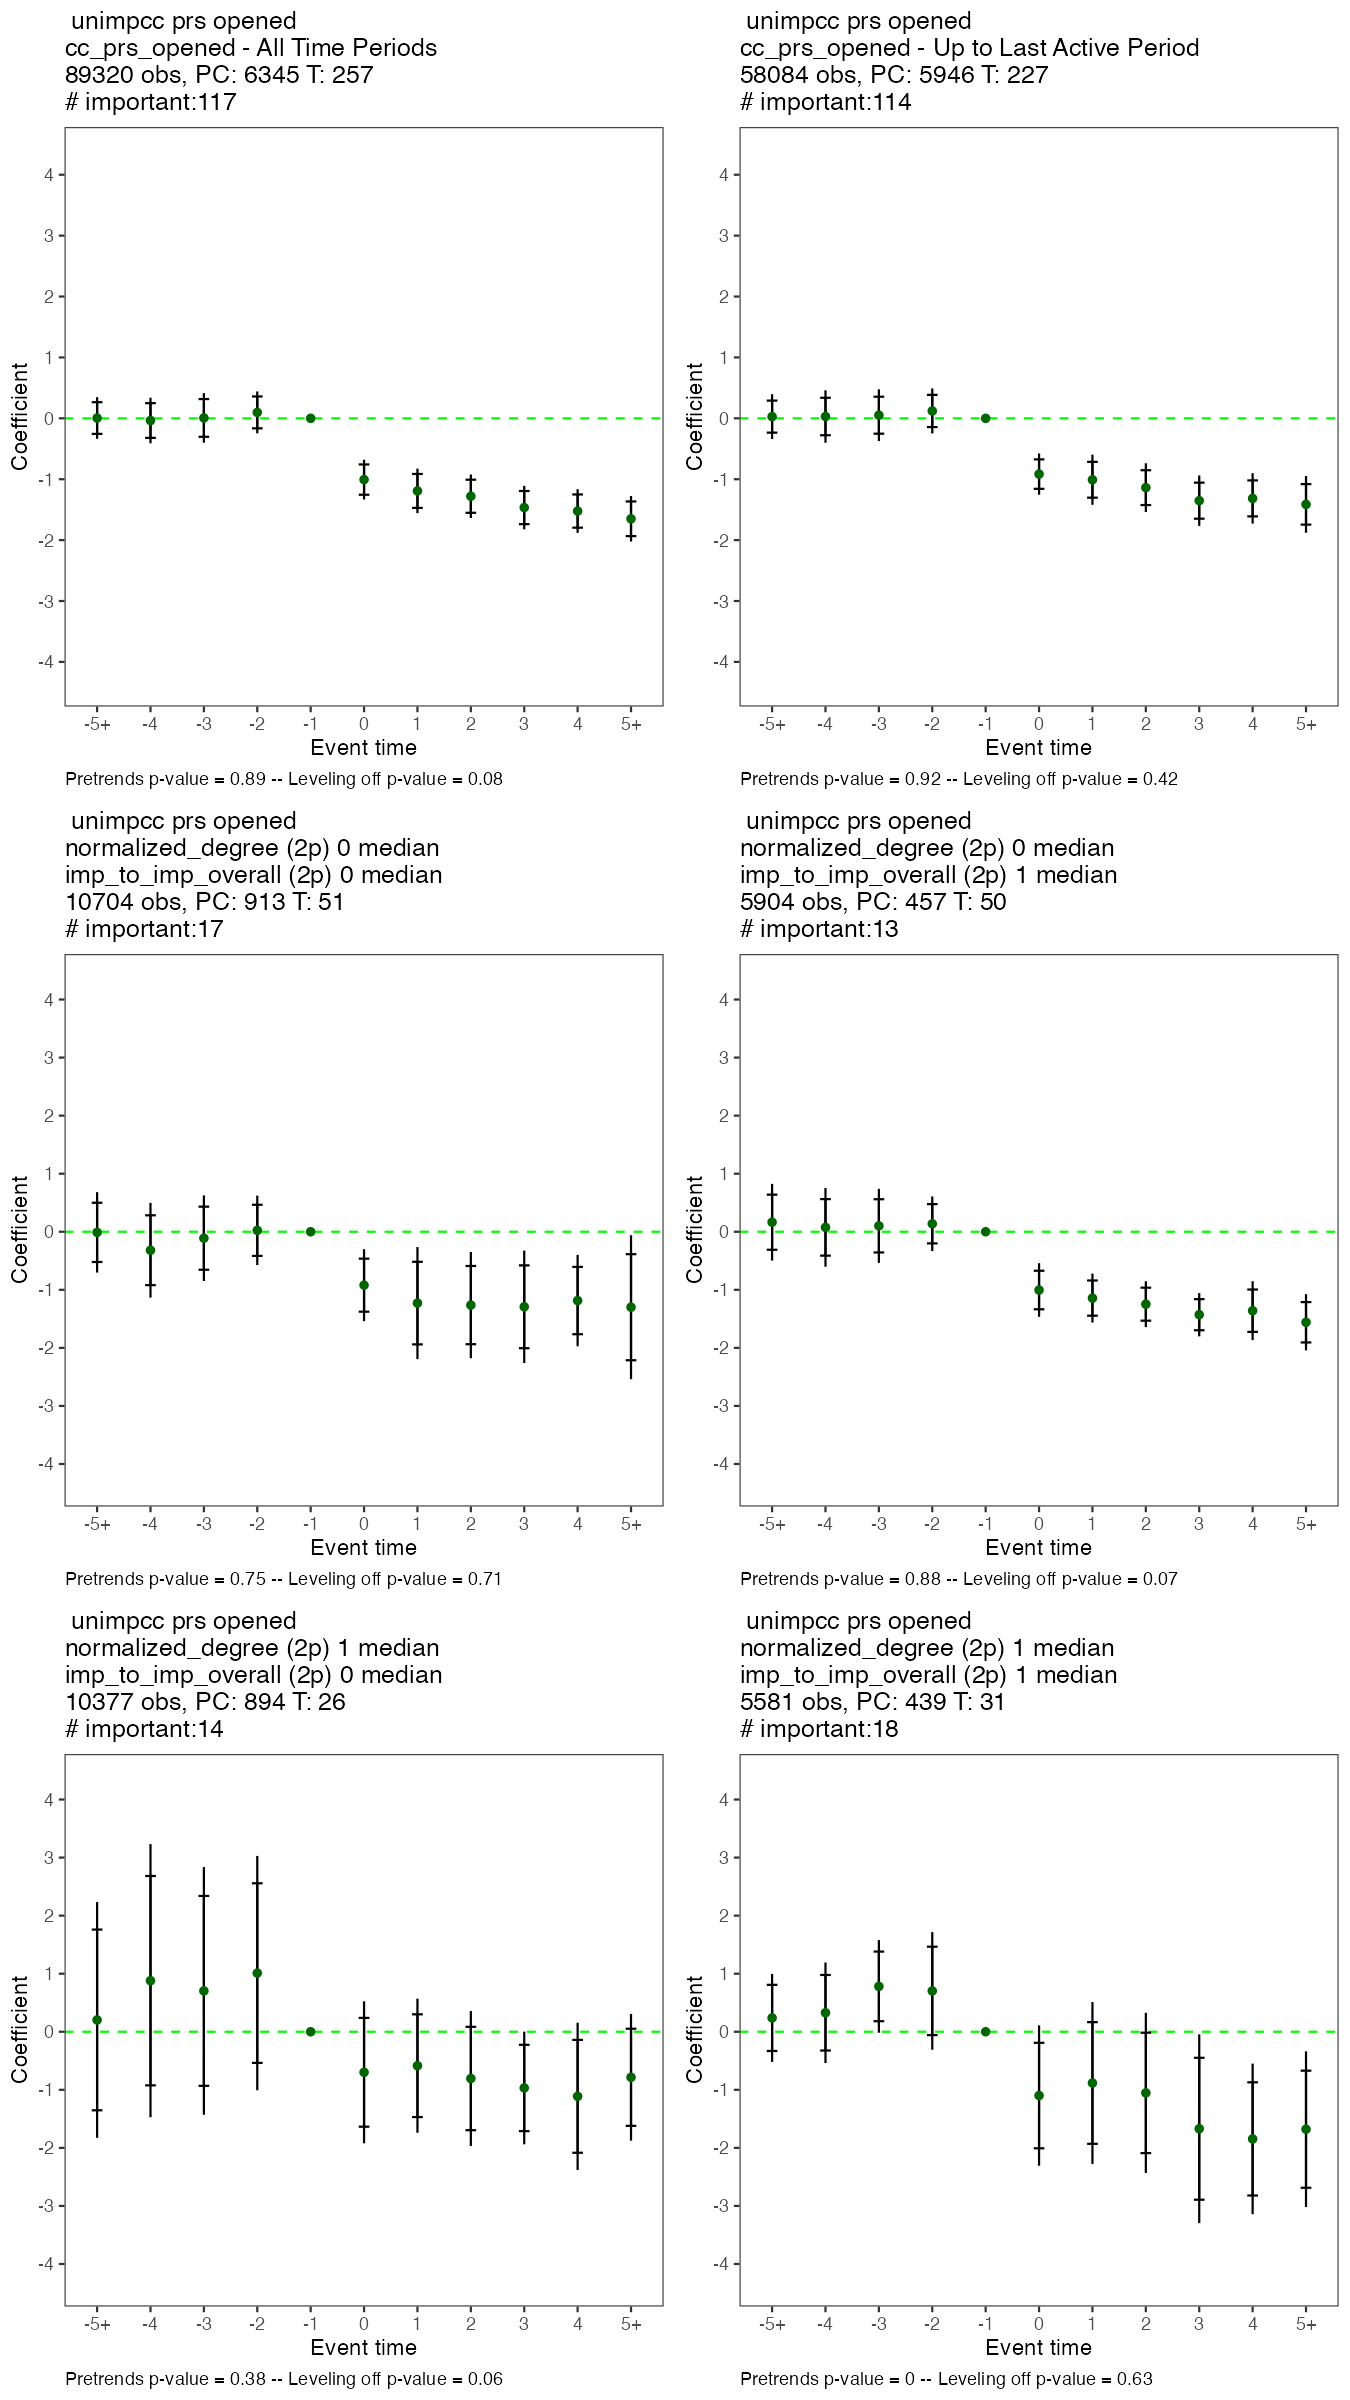 unimpcc prs opened
cc_prs_opened - All Time Periods
89320 obs, PC: 6345 T: 257
# important:117
Coefficient
4
3
2
1
0
-1
-2
-3
-4
-5+ -4 -3 -2 -1 0 1 2 3 4 5+
Event time
Pretrends p-value = 0.89 -- Leveling off p-value = 0.08
unimpcc prs opened
cc_prs_opened - Up to Last Active Period
58084 obs, PC: 5946 T: 227
# important:114
Coefficient
4
3
2
1
0
-1
-2
-3
-4
-5+ -4 -3 -2 -1 0 1 2 3 4 5+
Event time
Pretrends p-value = 0.92 -- Leveling off p-value = 0.42
unimpcc prs opened
normalized_degree (2p) 0 median
imp_to_imp_overall (2p) 0 median
10704 obs, PC: 913 T: 51
# important:17
Coefficient
4
3
2
1
0
-1
-2
-3
-4
-5+ -4 -3 -2 -1 0 1 2 3 4 5+
Event time
Pretrends p-value = 0.75 -- Leveling off p-value = 0.71
unimpcc prs opened
normalized_degree (2p) 0 median
imp_to_imp_overall (2p) 1 median
5904 obs, PC: 457 T: 50
# important:13
Coefficient
4
3
2
1
0
-1
-2
-3
-4
-5+ -4 -3 -2 -1 0 1 2 3 4 5+
Event time
Pretrends p-value = 0.88 -- Leveling off p-value = 0.07
unimpcc prs opened
normalized_degree (2p) 1 median
imp_to_imp_overall (2p) 0 median
10377 obs, PC: 894 T: 26
# important:14
Coefficient
4
3
2
1
0
-1
-2
-3
-4
-5+ -4 -3 -2 -1 0 1 2 3 4 5+
Event time
Pretrends p-value = 0.38 -- Leveling off p-value = 0.06
unimpcc prs opened
normalized_degree (2p) 1 median
imp_to_imp_overall (2p) 1 median
5581 obs, PC: 439 T: 31
# important:18
Coefficient
4
3
2
1
0
-1
-2
-3
-4
-5+ -4 -3 -2 -1 0 1 2 3 4 5+
Event time
Pretrends p-value = 0 -- Leveling off p-value = 0.63